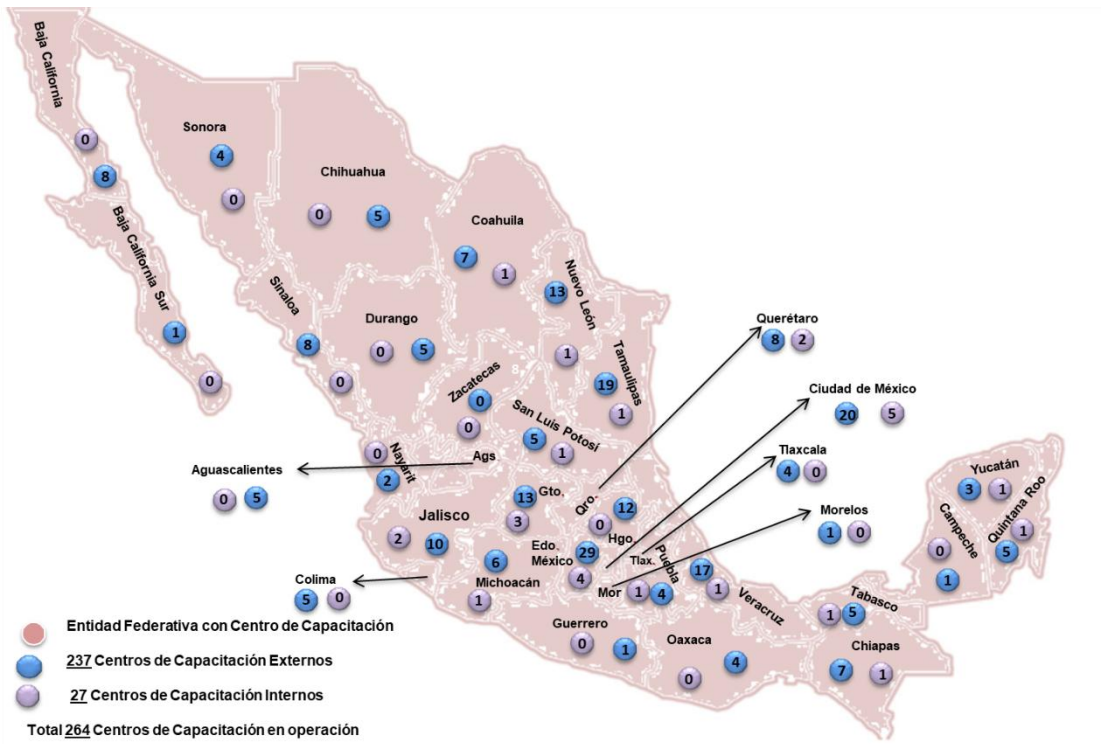 Baja California
0
8
Sonora
4
0
Chihuahua
0
5
Coahuila
7
1
Nuevo León
13
1
Baja California Sur
1
0
Sinaloa
8
0
Durango
0
5
Tamaulipas
19
1
Zacatecas
8
0
0
San Luis Potosí
5
1
Querétaro
8 2
Ciudad de México
20 5
Tlaxcala
4 0
Morelos
1 0
Aguascalientes
0 5
Ags
Nayarit
0
2
Gto.
13
3
Qro.
12
0
Hgo.
Jalisco
2
10
Edo.
México
29
4
Tlax.
Puebla
1 4
Mor
Michoacán
6
1
Colima
5 0
Veracruz
17
1
Guerrero
0
1
Oaxaca
0
4
Tabasco
1 5
Chiapas
7
1
Yucatán
3 1
Campeche
0
1
Quintana Roo
1
5
Entidad Federativa con Centro de Capacitación
237 Centros de Capacitación Externos
27 Centros de Capacitación Internos
Total 264 Centros de Capacitación en operación